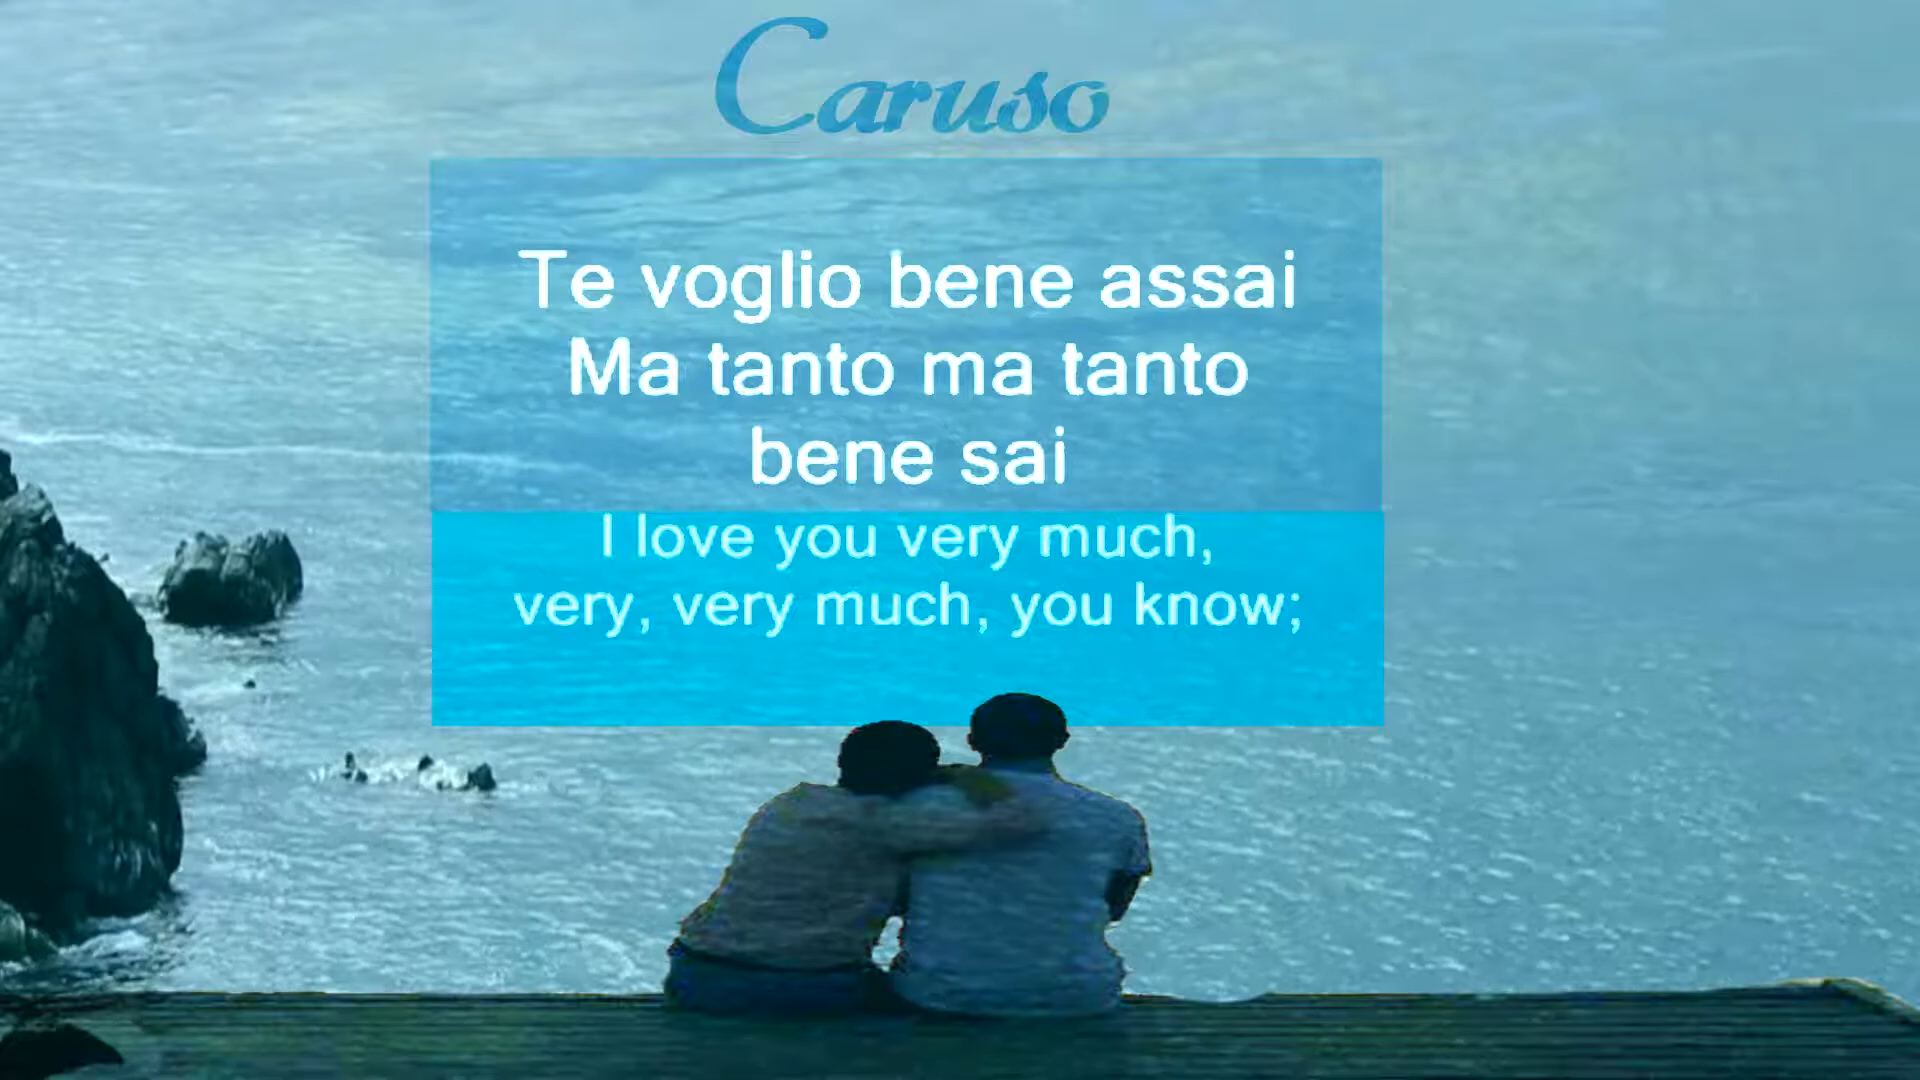 Caruso
Te voglio bene assai
Ma tanto ma tanto
bene sai
I love you very much,
very, very much, you know;